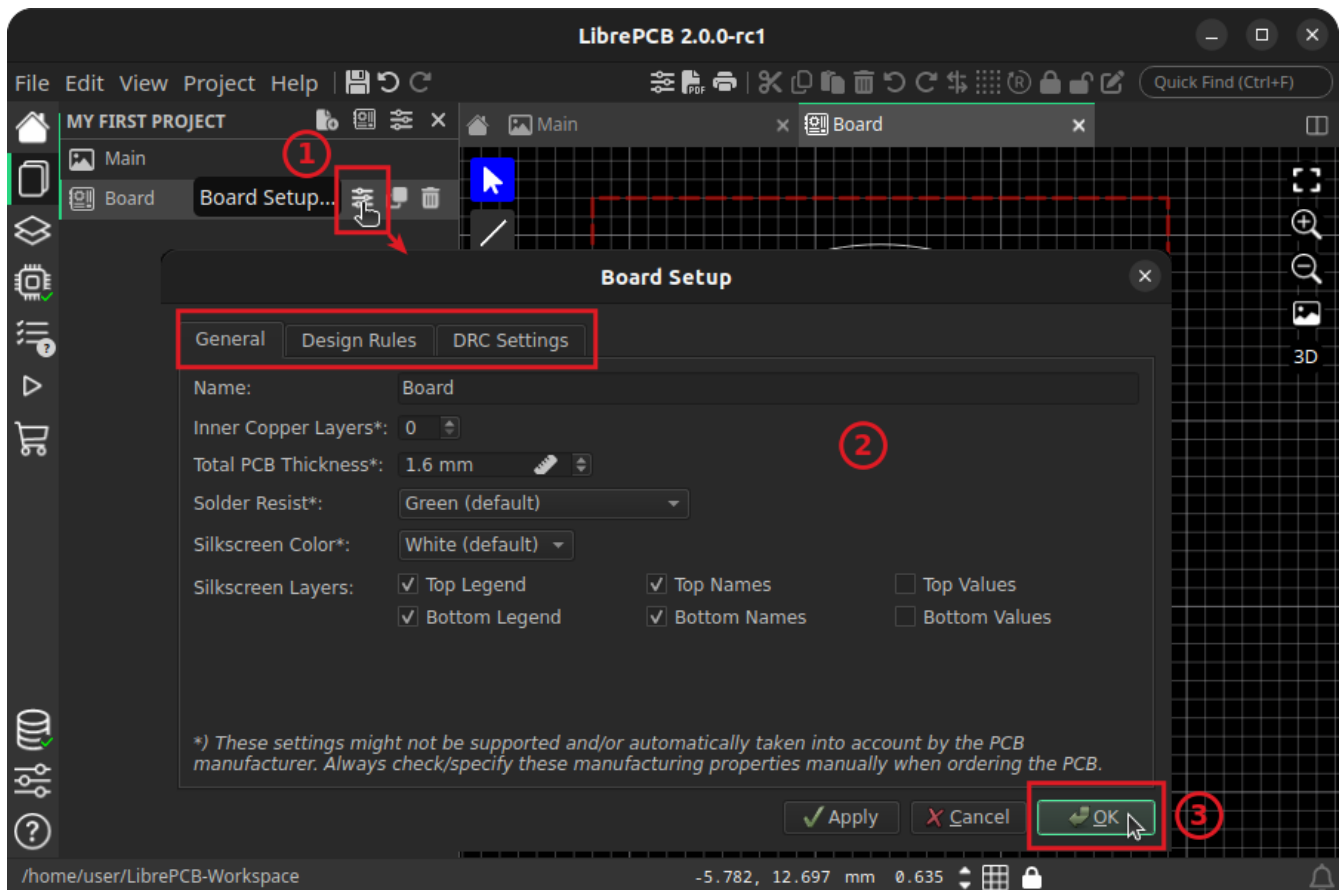 LibrePCB 2.0.0-rc1
File Edit View Project Help
PDF
R
Quick Find (Ctrl+F)
MY FIRST PROJECT
Main
Board
1
Main
Board
Board Setup...
Board Setup
General
Design Rules
DRC Settings
3D
Name: Board
Inner Copper Layers*: 0
2
Total PCB Thickness*: 1.6 mm
Solder Resist*: Green (default)
Silkscreen Color*: White (default)
Silkscreen Layers: Top Legend Top Names Top Values
Bottom Legend Bottom Names Bottom Values
*) These settings might not be supported and/or automatically taken into account by the PCB
manufacturer. Always check/specify these manufacturing properties manually when ordering the PCB.
Apply
Cancel
OK
3
/home/user/LibrePCB-Workspace
-5.782, 12.697 mm 0.635